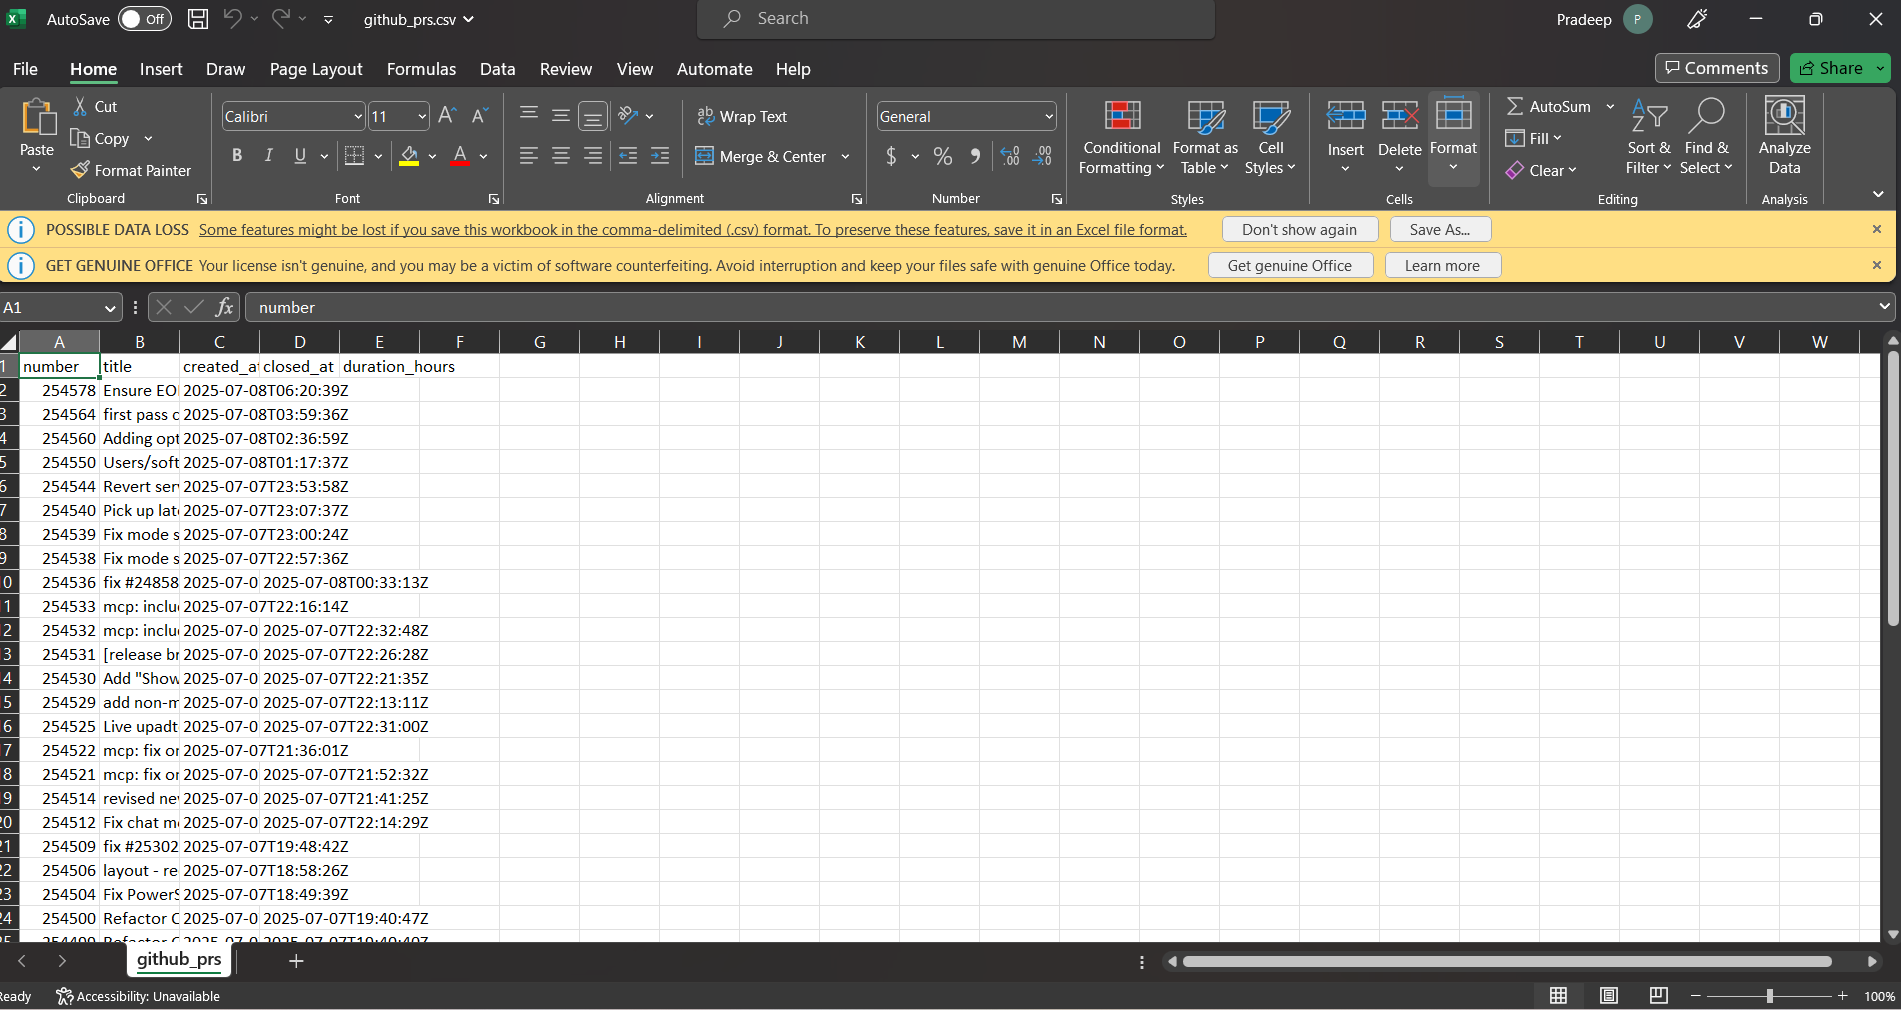 AutoSave Off github_prs.csv Search Pradeep P
File Home Insert Draw Page Layout Formulas Data Review View Automate Help Comments Share
Paste Cut Copy Format Painter Clipboard
Calibri 11 B I U A Font
Wrap Text Merge & Center Alignment
General $ % Number
Conditional Formatting Format as Table Cell Styles Styles
Insert Delete Format Cells
AutoSum Fill Clear Sort & Filter Find & Select Editing
Analyze Data Analysis
POSSIBLE DATA LOSS Some features might be lost if you save this workbook in the comma-delimited (.csv) format. To preserve these features, save it in an Excel file format. Don't show again Save As...
GET GENUINE OFFICE Your license isn't genuine, and you may be a victim of software counterfeiting. Avoid interruption and keep your files safe with genuine Office today. Get genuine Office Learn more
A1 fx number
A B C D E F G H I J K L M N O P Q R S T U V W
1 number title created_at closed_at duration_hours
2 254578 Ensure EO 2025-07-08T06:20:39Z
3 254564 first pass 2025-07-08T03:59:36Z
4 254560 Adding opt 2025-07-08T02:36:59Z
5 254550 Users/soft 2025-07-08T01:17:37Z
6 254544 Revert ser 2025-07-07T23:53:58Z
7 254540 Pick up lat 2025-07-07T23:07:37Z
8 254539 Fix mode s 2025-07-07T23:00:24Z
9 254538 Fix mode s 2025-07-07T22:57:36Z
10 254536 fix #24858 2025-07-0 2025-07-08T00:33:13Z
11 254533 mcp: inclu 2025-07-07T22:16:14Z
12 254532 mcp: inclu 2025-07-0 2025-07-07T22:32:48Z
13 254531 [release br 2025-07-0 2025-07-07T22:26:28Z
14 254530 Add "Show 2025-07-0 2025-07-07T22:21:35Z
15 254529 add non-m 2025-07-0 2025-07-07T22:13:11Z
16 254525 Live upadt 2025-07-0 2025-07-07T22:31:00Z
17 254522 mcp: fix or 2025-07-07T21:36:01Z
18 254521 mcp: fix or 2025-07-0 2025-07-07T21:52:32Z
19 254514 revised ne 2025-07-0 2025-07-07T21:41:25Z
20 254512 Fix chat m 2025-07-0 2025-07-07T22:14:29Z
21 254509 fix #25302 2025-07-07T19:48:42Z
22 254506 layout - re 2025-07-07T18:58:26Z
23 254504 Fix PowerS 2025-07-07T18:49:39Z
24 254500 Refactor C 2025-07-0 2025-07-07T19:40:47Z
github_prs
Ready Accessibility: Unavailable 100%